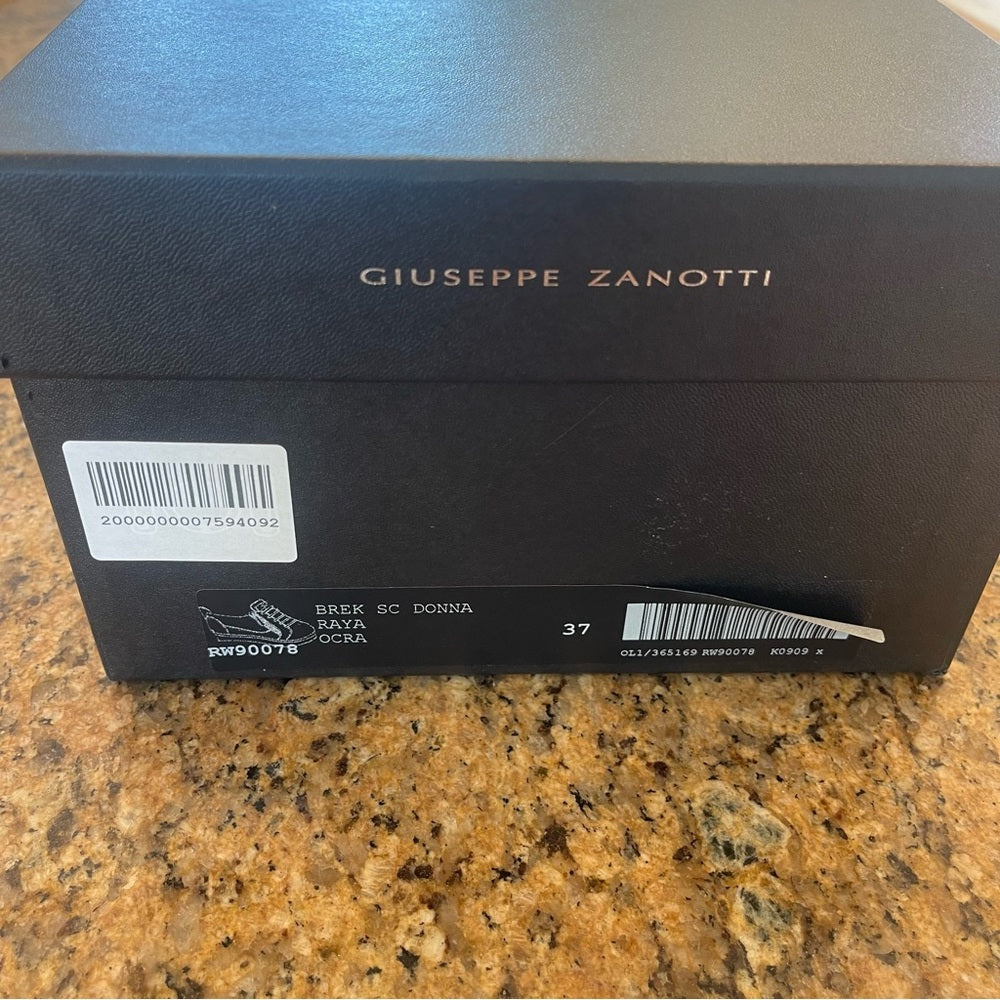 GIUSEPPE ZANOTTI
2000000007594092
BREK SC DONNA
RAYA
OCRA
RW90078
37
OL1/365169 RW90078 K0909 x